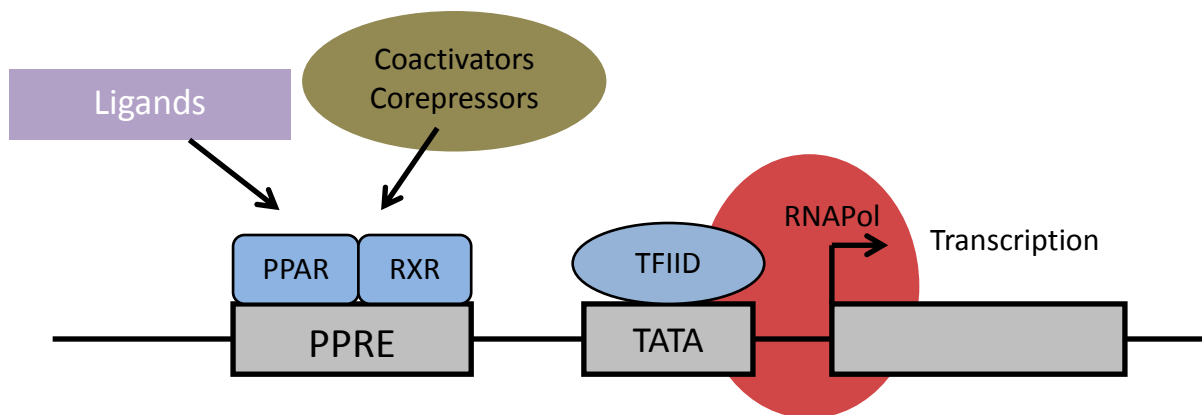 Ligands
Coactivators
Corepressors
PPAR
RXR
PPRE
TFIID
TATA
RNAPol
Transcription